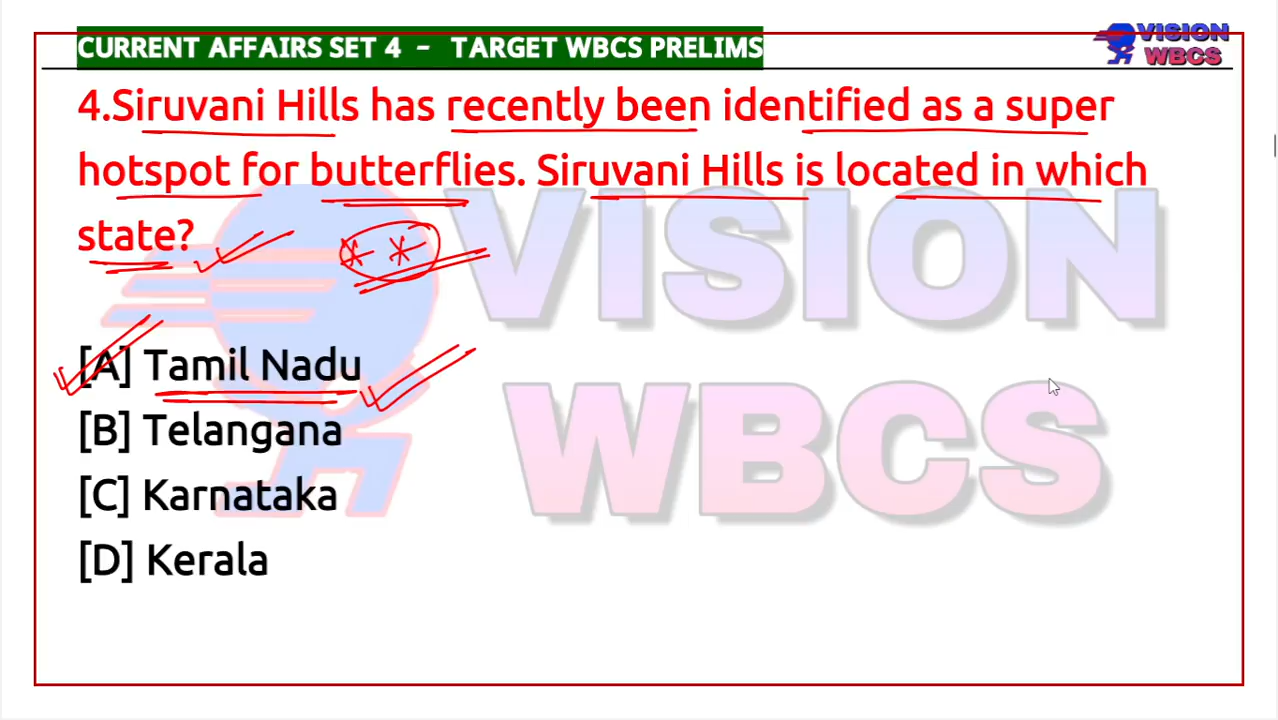 CURRENT AFFAIRS SET 4 - TARGET WBCS PRELIMS
VISION
WBCS
4.Siruvani Hills has recently been identified as a super
hotspot for butterflies. Siruvani Hills is located in which
state?
VISION
WBCS
[A] Tamil Nadu
[B] Telangana
[C] Karnataka
[D] Kerala